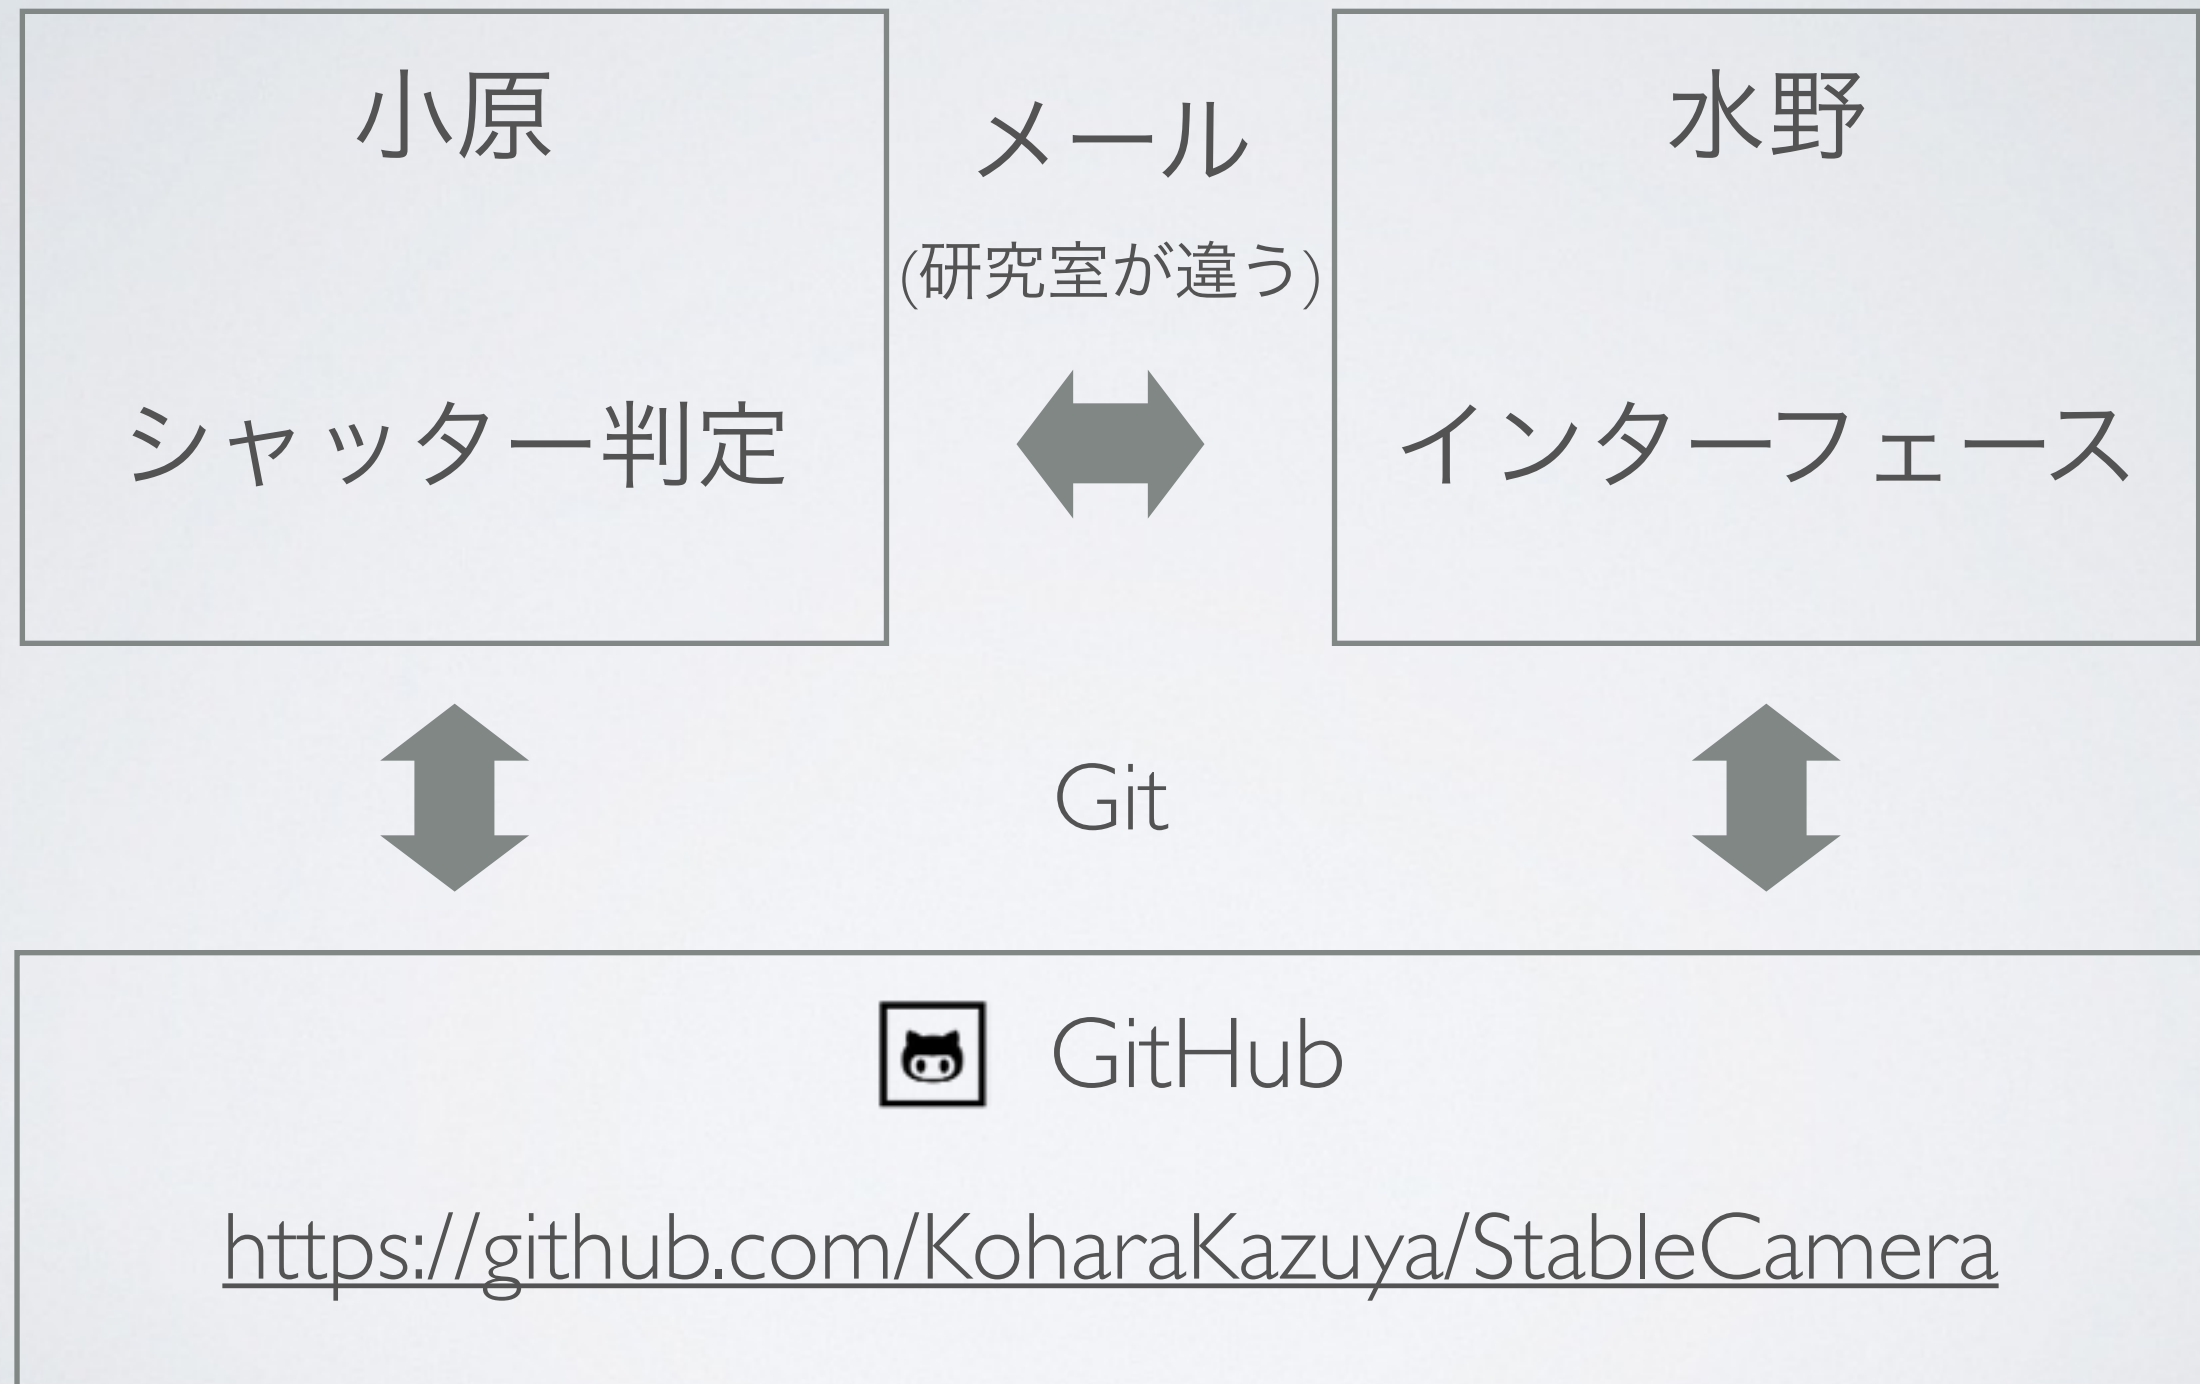 小原
シャッター判定
メール
(研究室が違う)
水野
インターフェース
Git
GitHub
https://github.com/KoharaKazuya/StableCamera